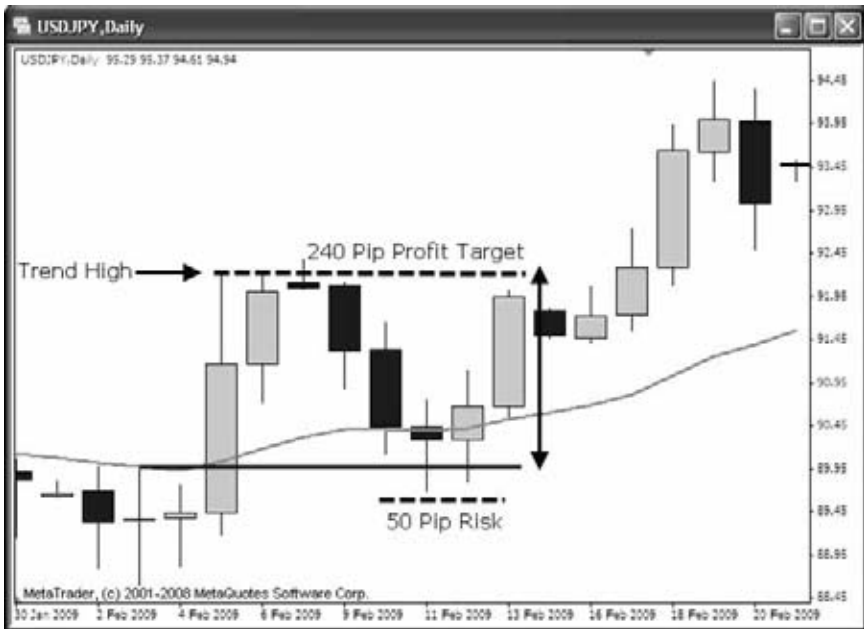 USDJPY,Daily
USDJPY,Daily 95.29 95.37 94.61 94.94
94.45
93.95
93.45
92.95
92.45
240 Pip Profit Target
Trend High
91.95
91.45
90.95
90.45
89.95
89.45
50 Pip Risk
88.95
88.45
MetaTrader, (c) 2001-2008 MetaQuotes Software Corp.
30 Jan 2009 2 Feb 2009 4 Feb 2009 6 Feb 2009 9 Feb 2009 11 Feb 2009 13 Feb 2009 16 Feb 2009 18 Feb 2009 20 Feb 2009